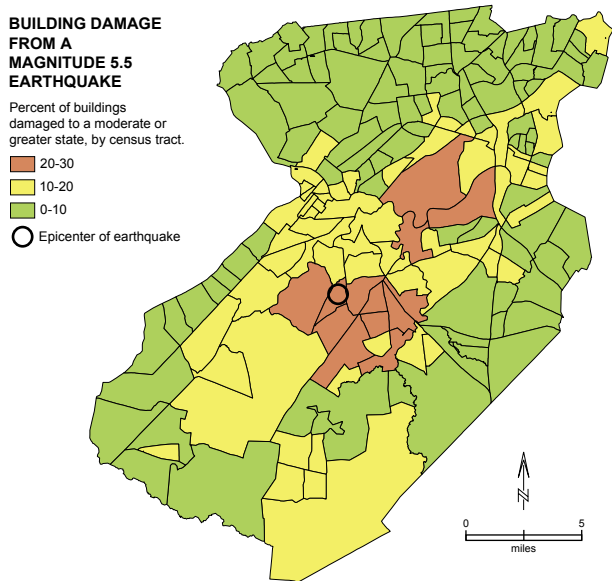 BUILDING DAMAGE
FROM A
MAGNITUDE 5.5
EARTHQUAKE
Percent of buildings
damaged to a moderate or
greater state, by census tract.
20-30
10-20
0-10
Epicenter of earthquake
N
0 5
miles